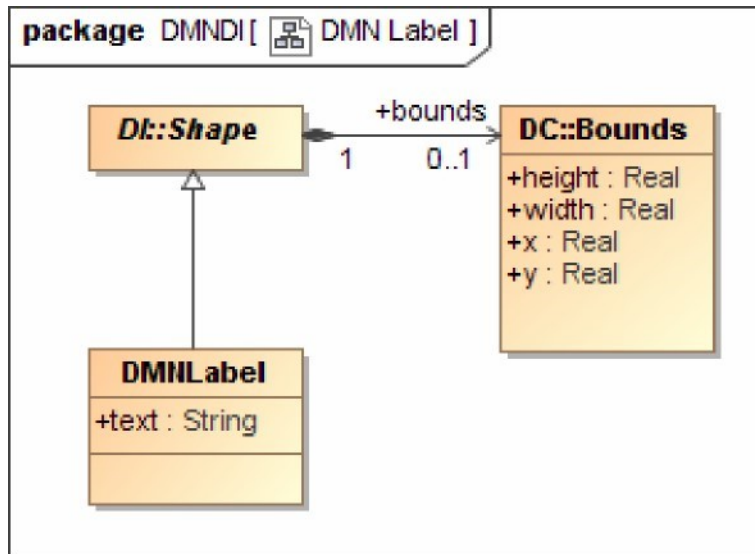 package DMNDI[ DMN Label ]
DI::Shape
+bounds
1
0..1
DC::Bounds
+height : Real
+width : Real
+x : Real
+y : Real
DMNLabel
+text : String